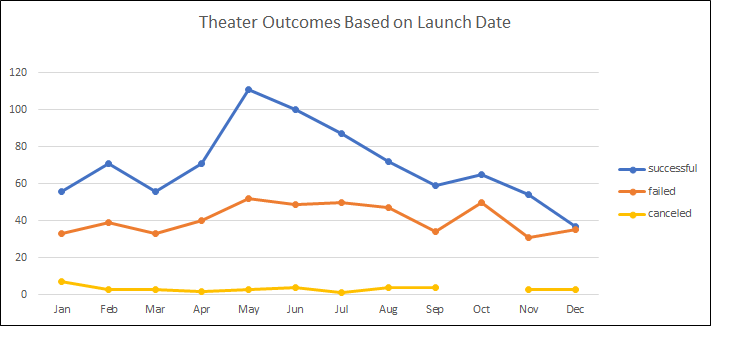 Theater Outcomes Based on Launch Date
120
100
80
60
40
20
0
Jan Feb Mar Apr May Jun Jul Aug Sep Oct Nov Dec
successful
failed
canceled